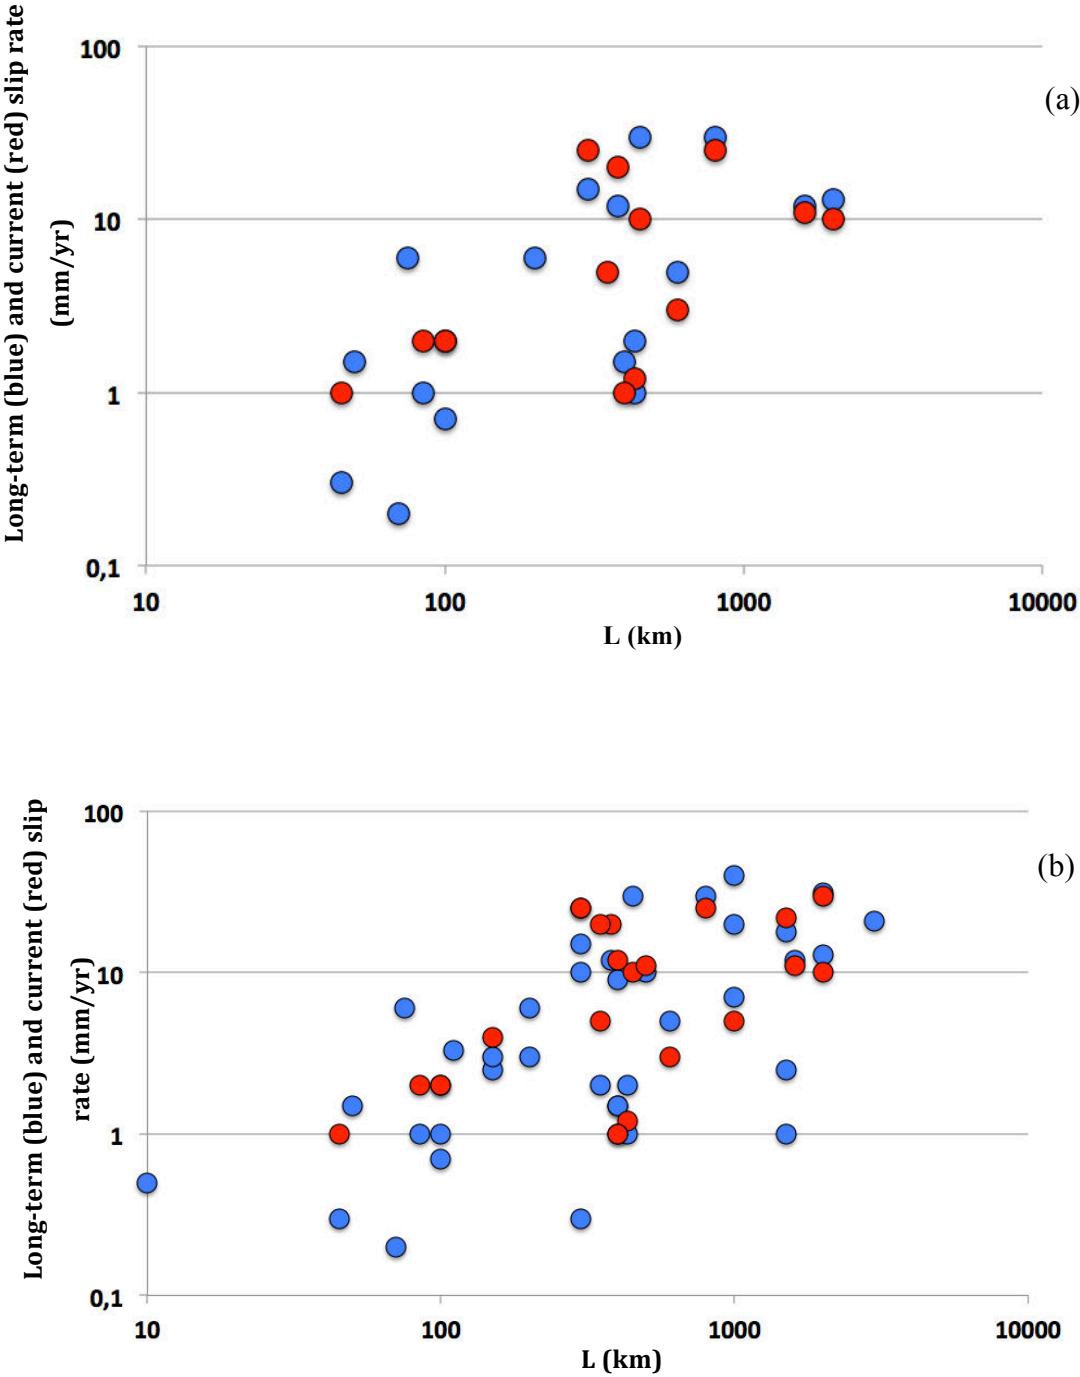 Long-term (blue) and current (red) slip rate
(mm/yr)
100
10
1
0,1
(a)
10 100 1000 10000
L (km)
Long-term (blue) and current (red) slip
rate (mm/yr)
100
10
1
0,1
(b)
10 100 1000 10000
L (km)